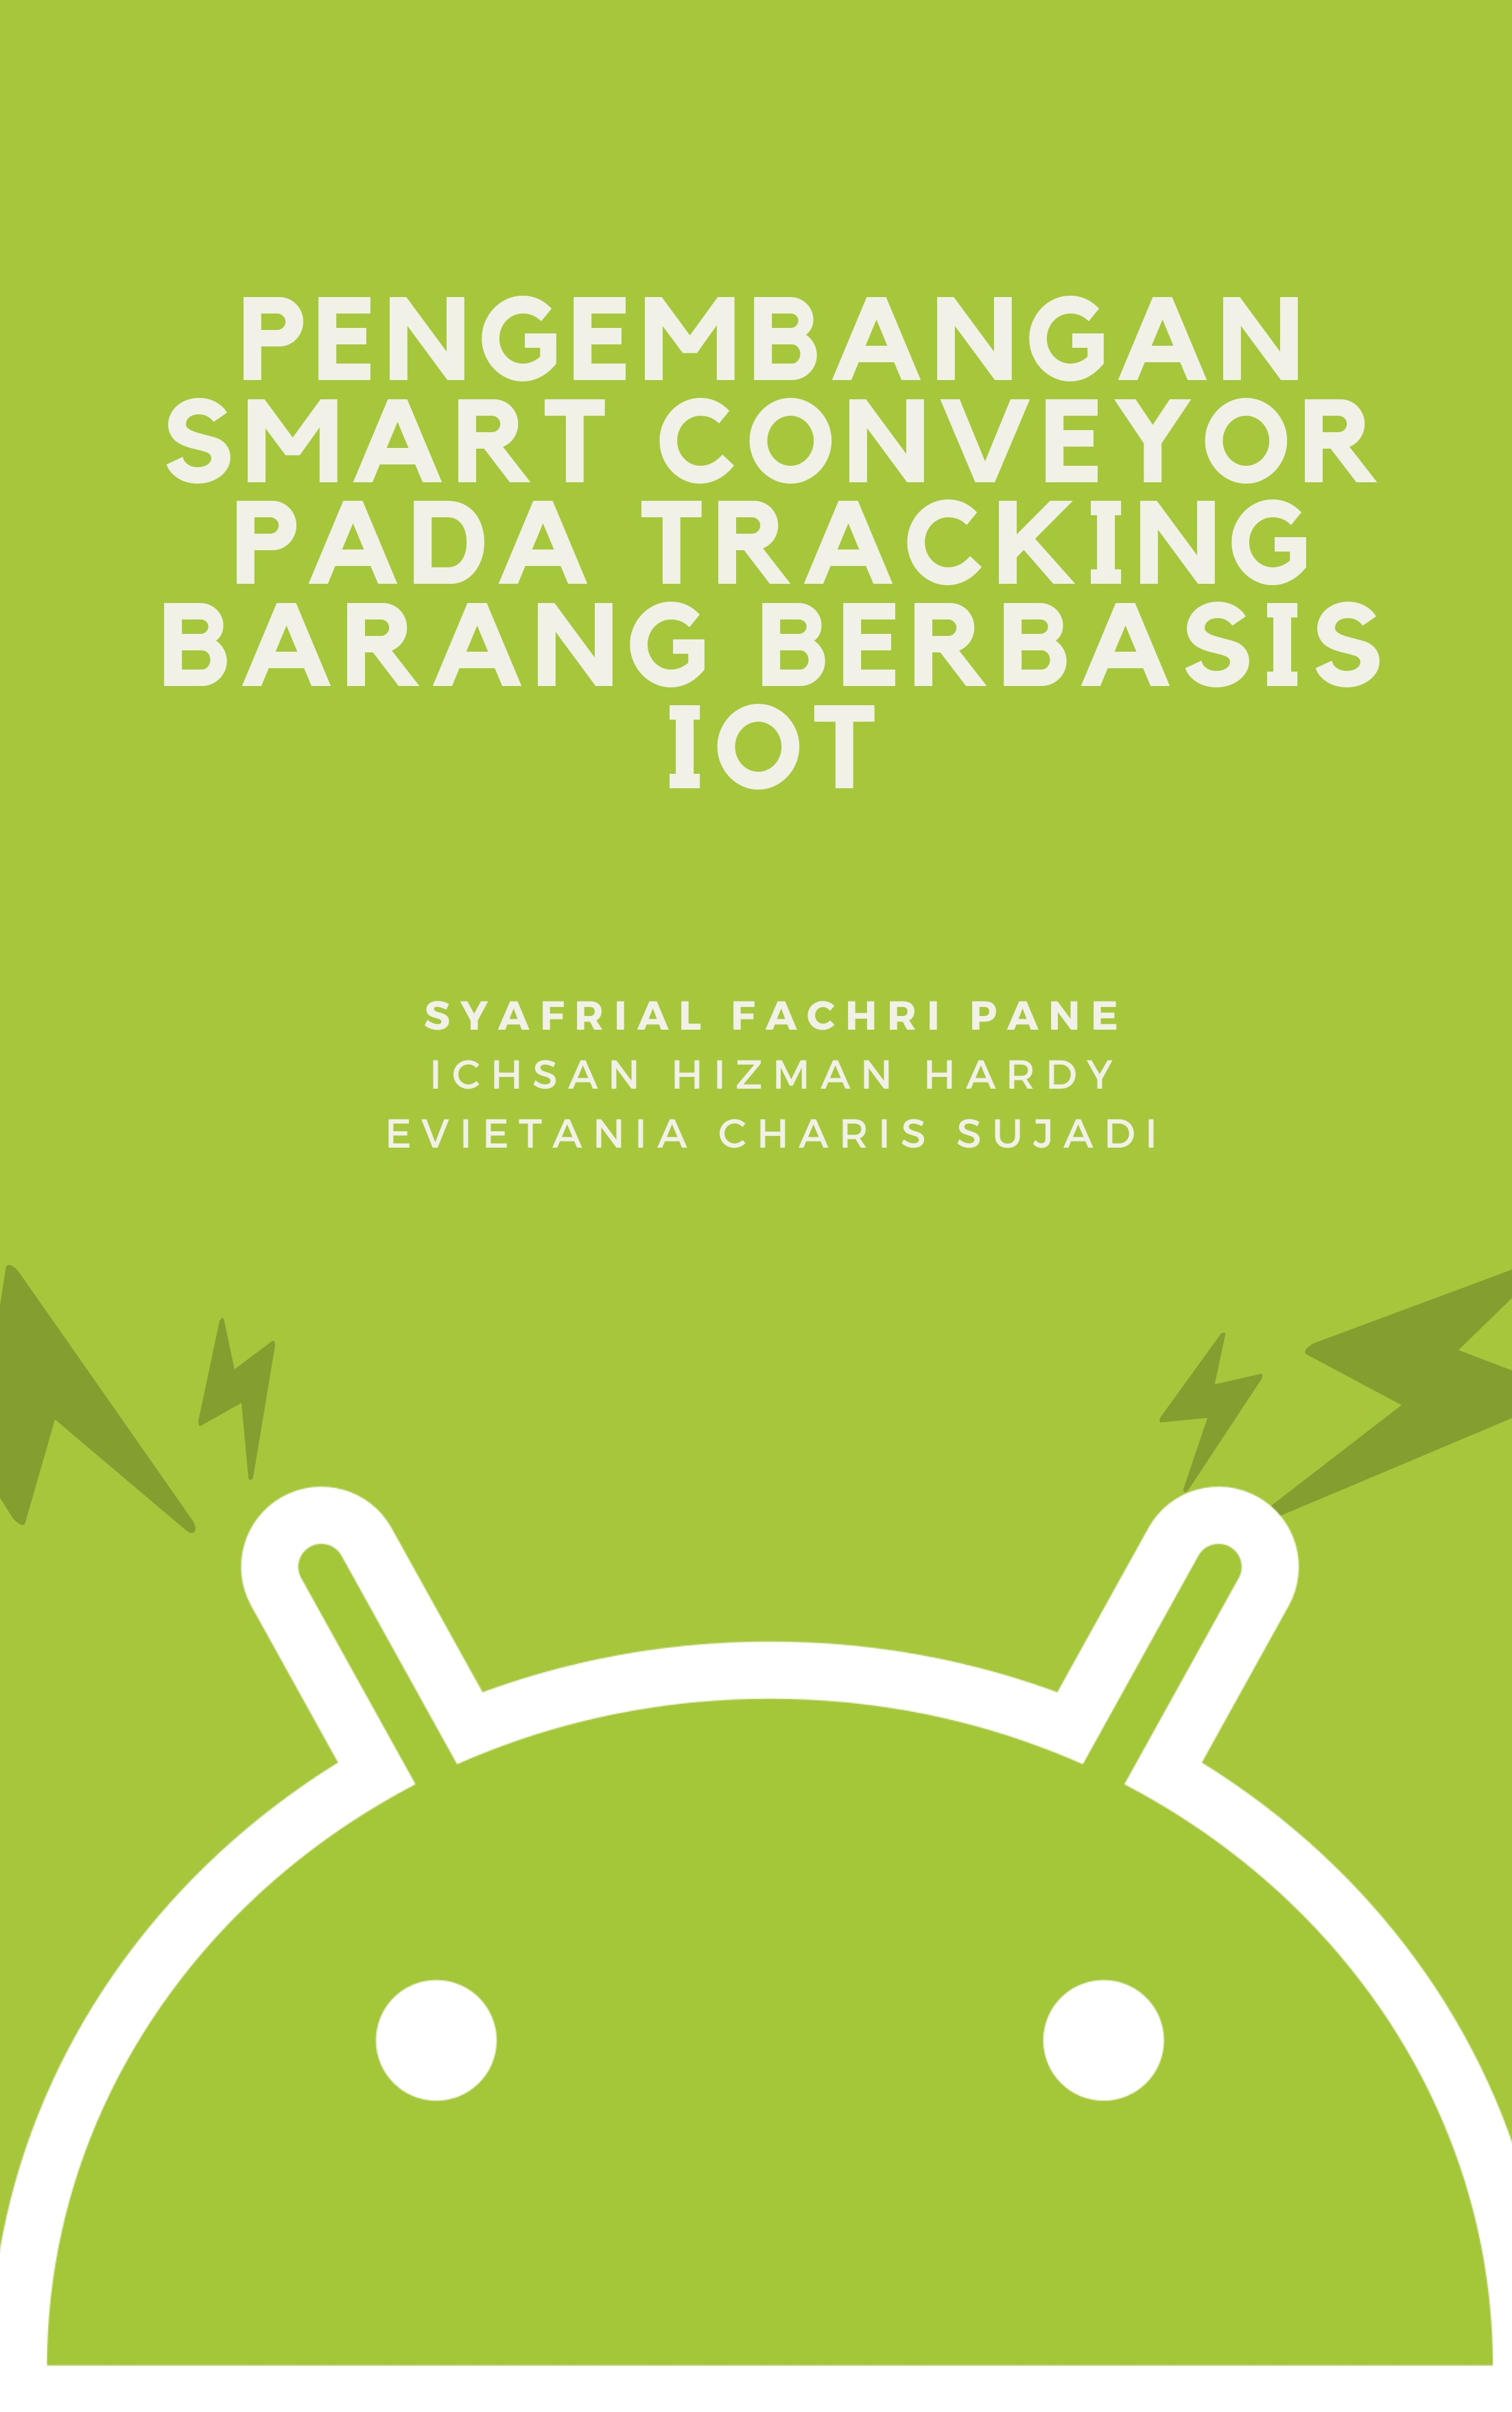 PENGEMBANGAN
SMART CONVEYOR
PADA TRACKING
BARANG BERBASIS
IOT
SYAFRIAL FACHRI PANE
ICHSAN HIZMAN HARDY
EVIETANIA CHARIS SUJADI